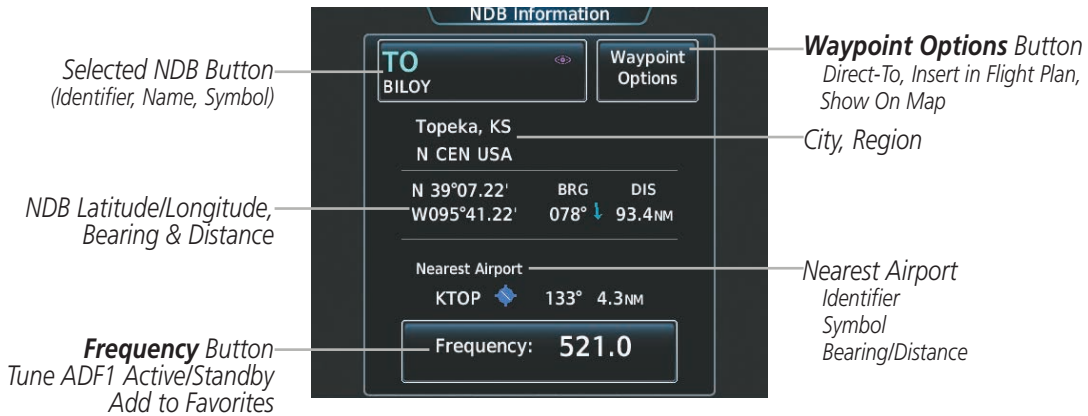 NDB Information
Selected NDB Button
(Identifier, Name, Symbol)
TO
BILOY
Waypoint
Options
Waypoint Options Button
Direct-To, Insert in Flight Plan,
Show On Map
Topeka, KS
N CEN USA
City, Region
NDB Latitude/Longitude,
Bearing & Distance
N 39°07.22' BRG DIS
W095°41.22' 078° 93.4NM
Nearest Airport
KTOP 133° 4.3NM
Nearest Airport
Identifier
Symbol
Bearing/Distance
Frequency Button
Tune ADF1 Active/Standby
Add to Favorites
Frequency: 521.0